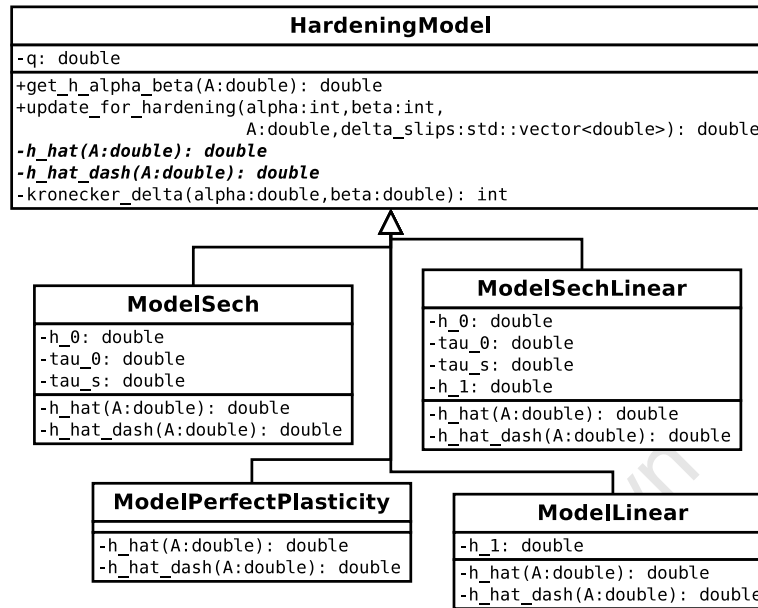 HardeningModel
-q: double
+get_h_alpha_beta(A:double): double
+update_for_hardening(alpha:int,beta:int,
A:double,delta_slips:std::vector<double>): double
-h_hat(A:double): double
-h_hat_dash(A:double): double
-kronecker_delta(alpha:double,beta:double): int
ModelSech
-h_0: double
-tau_0: double
-tau_s: double
-h_hat(A:double): double
-h_hat_dash(A:double): double
ModelSechLinear
-h_0: double
-tau_0: double
-tau_s: double
-h_1: double
-h_hat(A:double): double
-h_hat_dash(A:double): double
ModelPerfectPlasticity
-h_hat(A:double): double
-h_hat_dash(A:double): double
ModelLinear
-h_1: double
-h_hat(A:double): double
-h_hat_dash(A:double): double